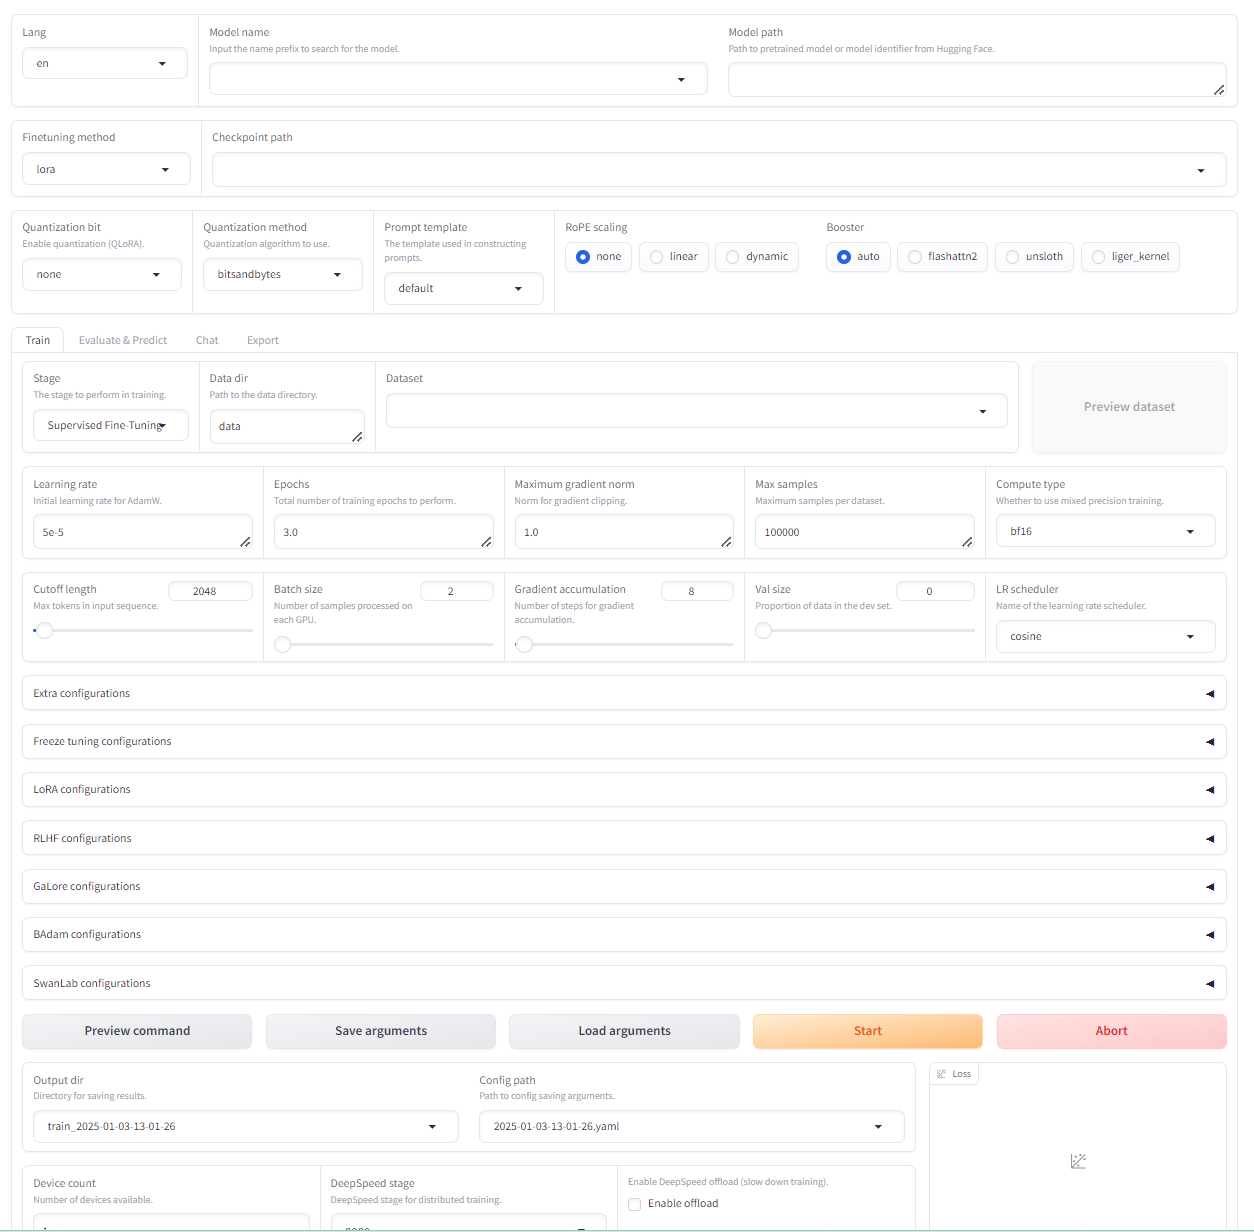 Lang
en
Model name
Input the name prefix to search for the model.
Model path
Path to pretrained model or model identifier from Hugging Face.
Finetuning method
lora
Checkpoint path
Quantization bit
Enable quantization (QLoRA).
none
Quantization method
Quantization algorithm to use.
bitsandbytes
Prompt template
The template used in constructing
prompts.
default
RoPE scaling
none
linear
dynamic
Booster
auto
flashattn2
unsloth
liger_kernel
Train
Evaluate & Predict
Chat
Export
Stage
The stage to perform in training.
Supervised Fine-Tuning
Data dir
Path to the data directory.
data
Dataset
Preview dataset
Learning rate
Initial learning rate for AdamW.
5e-5
Epochs
Total number of training epochs to perform.
3.0
Maximum gradient norm
Norm for gradient clipping.
1.0
Max samples
Maximum samples per dataset.
100000
Compute type
Whether to use mixed precision training.
bf16
Cutoff length
2048
Max tokens in input sequence.
Batch size
2
Number of samples processed on
each GPU.
Gradient accumulation
8
Number of steps for gradient
accumulation.
Val size
0
Proportion of data in the dev set.
LR scheduler
Name of the learning rate scheduler.
cosine
Extra configurations
Freeze tuning configurations
LoRA configurations
RLHF configurations
GaLore configurations
BAdam configurations
SwanLab configurations
Preview command
Save arguments
Load arguments
Start
Abort
Output dir
Directory for saving results.
train_2025-01-03-13-01-26
Config path
Path to config saving arguments.
2025-01-03-13-01-26.yaml
Loss
Device count
Number of devices available.
DeepSpeed stage
DeepSpeed stage for distributed training.
Enable DeepSpeed offload (slow down training).
Enable offload